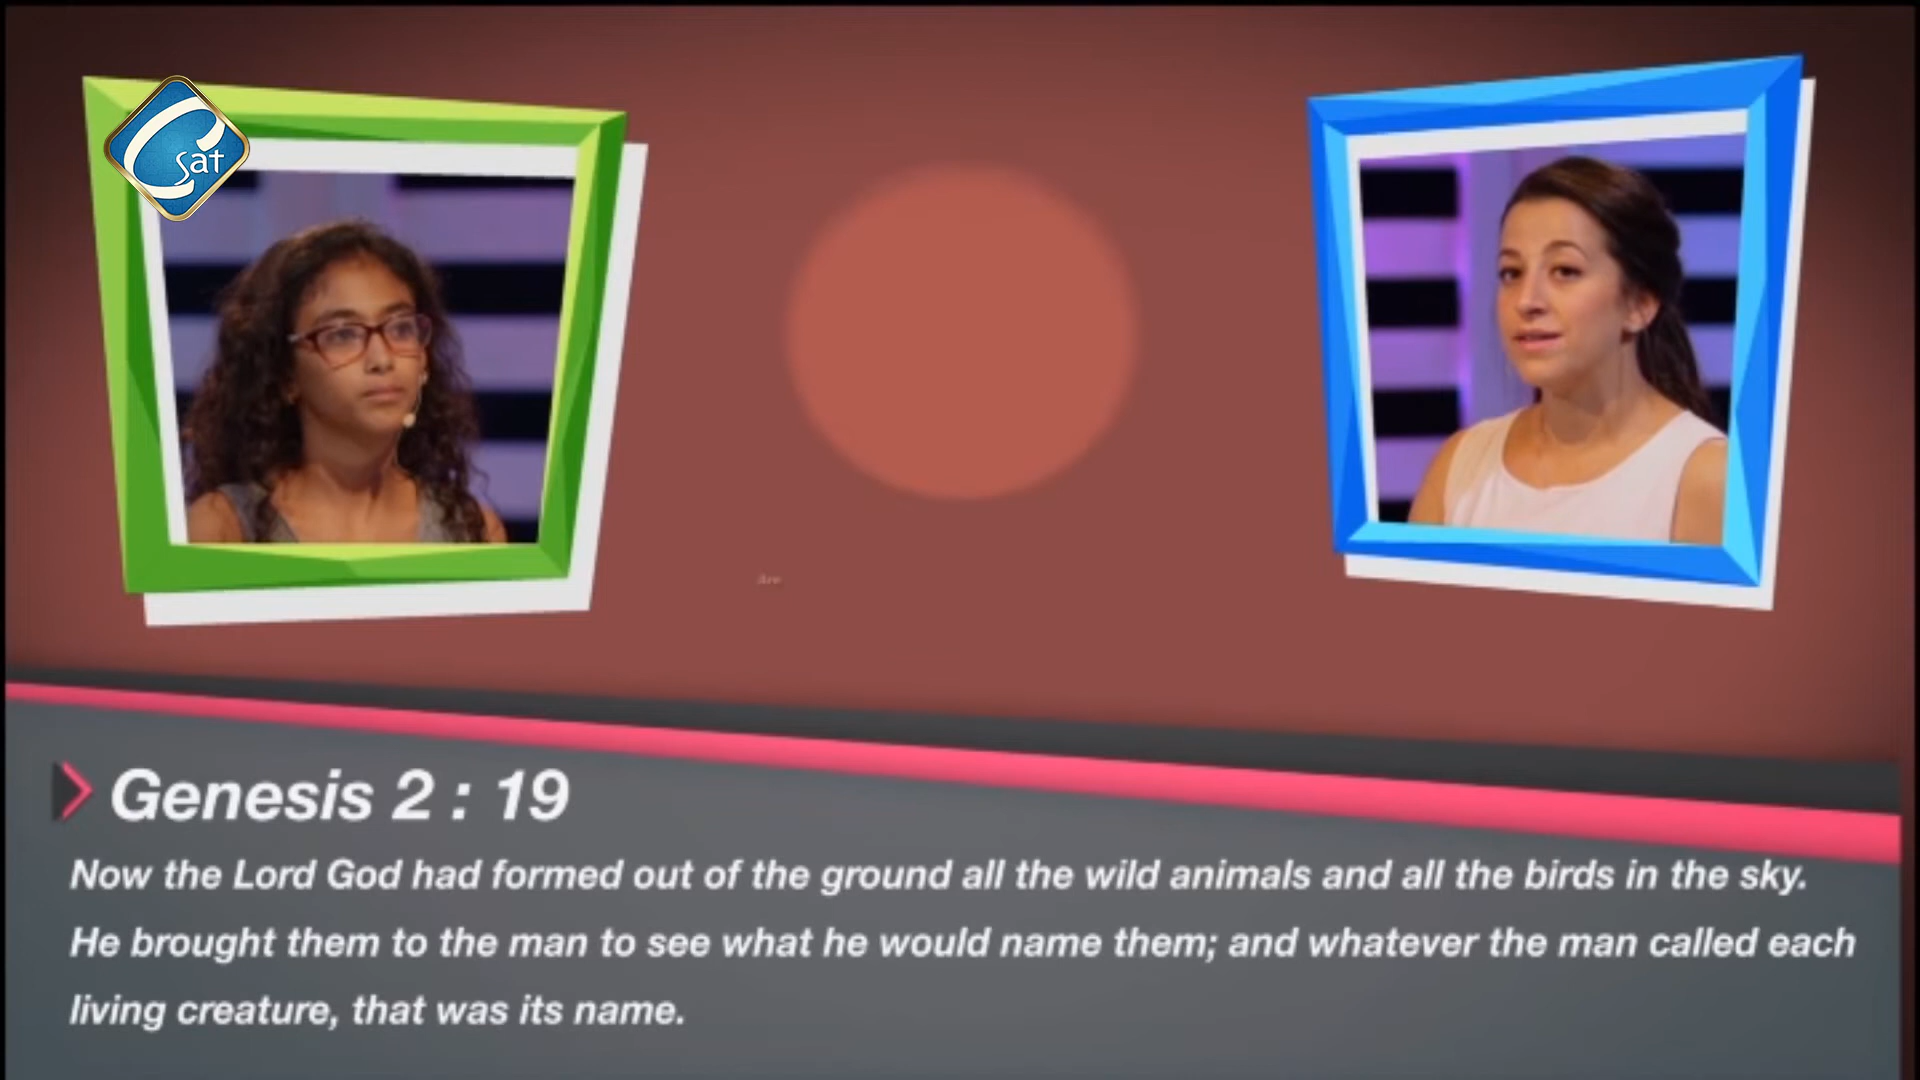 C
sat
Genesis 2 : 19
Now the Lord God had formed out of the ground all the wild animals and all the birds in the sky.
He brought them to the man to see what he would name them; and whatever the man called each
living creature, that was its name.